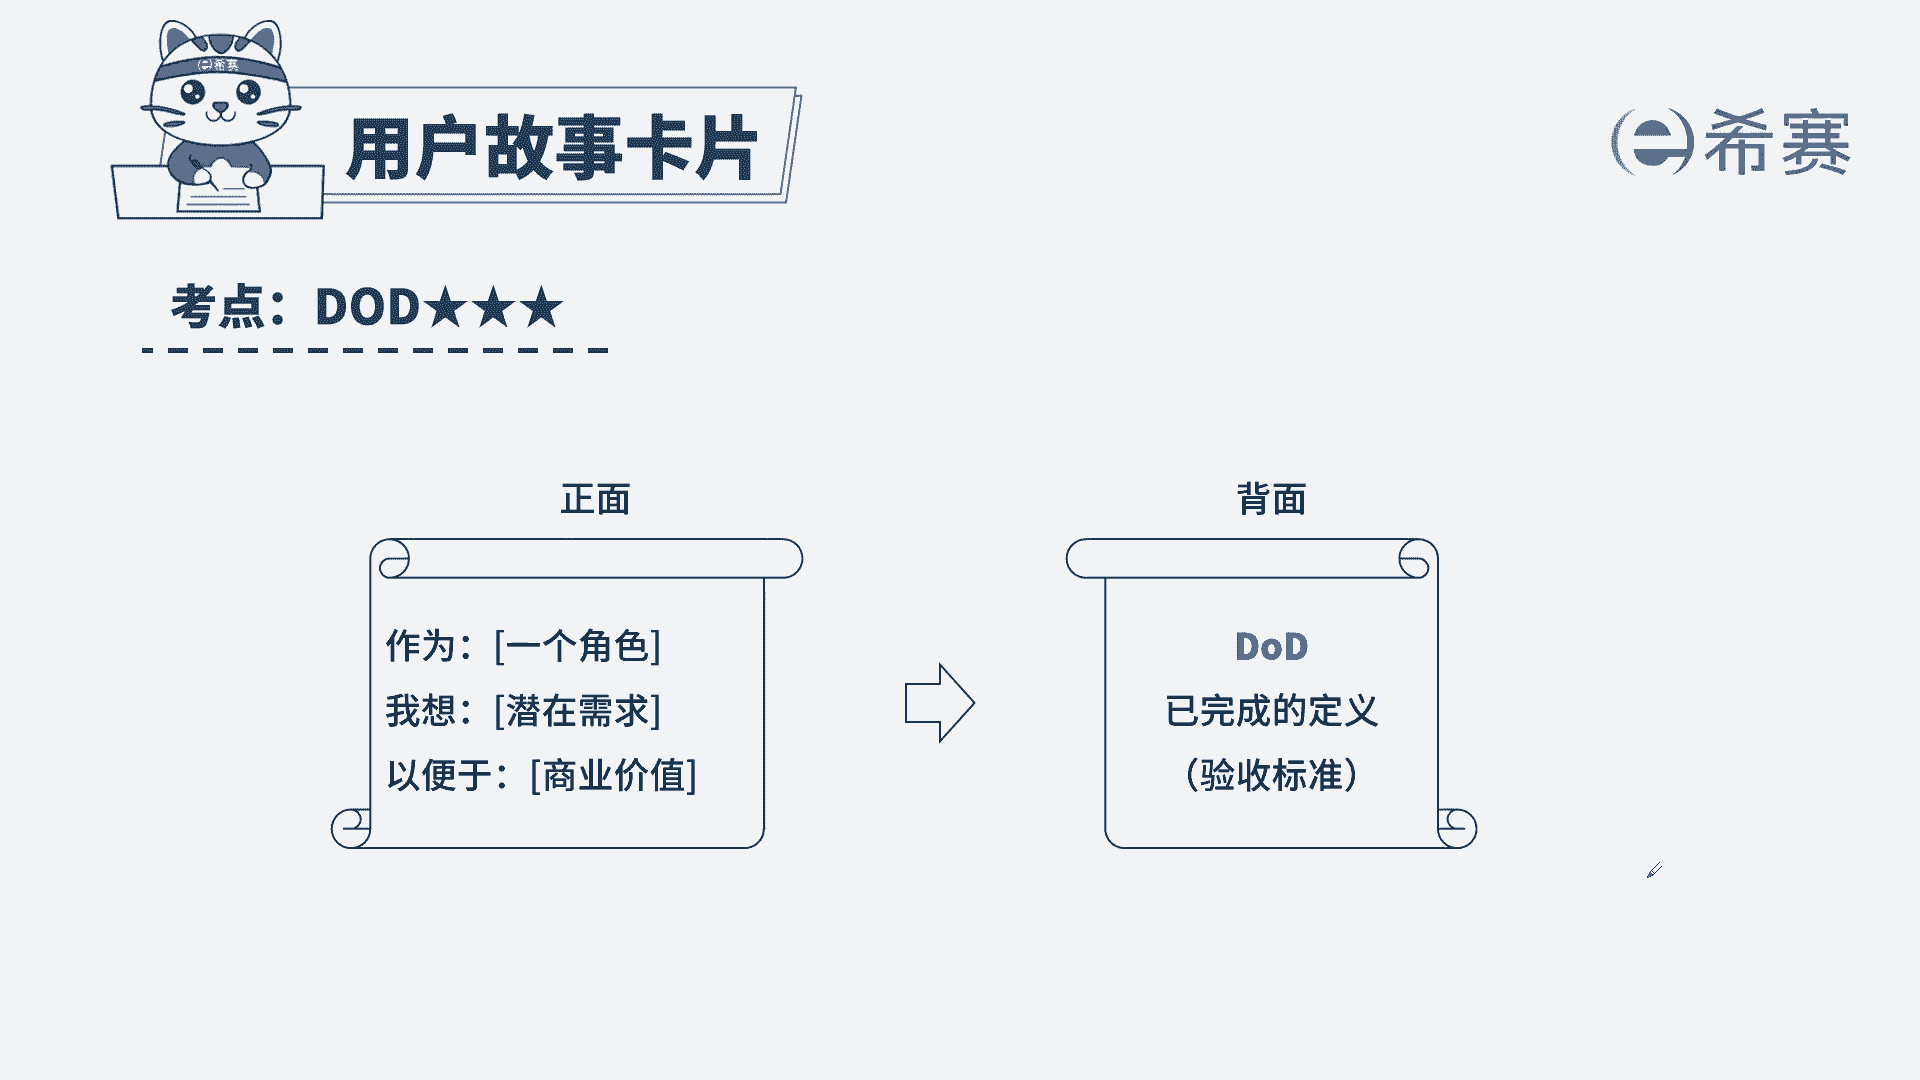 希赛
用户故事卡片
希赛
考点：DOD★★★
正面
作为：[一个角色]
我想：[潜在需求]
以便于：[商业价值]
背面
DoD
已完成的定义
（验收标准）